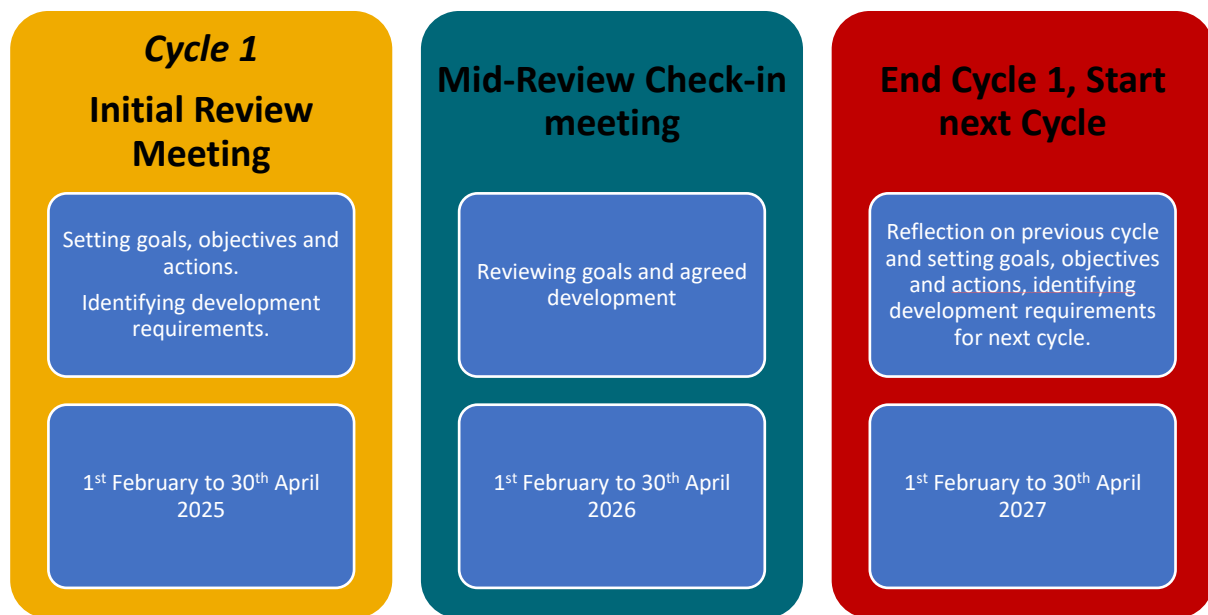 Cycle 1
Initial Review
Meeting
Setting goals, objectives and
actions.
Identifying development
requirements.
1st February to 30th April
2025
Mid-Review Check-in
meeting
Reviewing goals and agreed
development
1st February to 30th April
2026
End Cycle 1, Start
next Cycle
Reflection on previous cycle
and setting goals, objectives
and actions, identifying
development requirements
for next cycle.
1st February to 30th April
2027